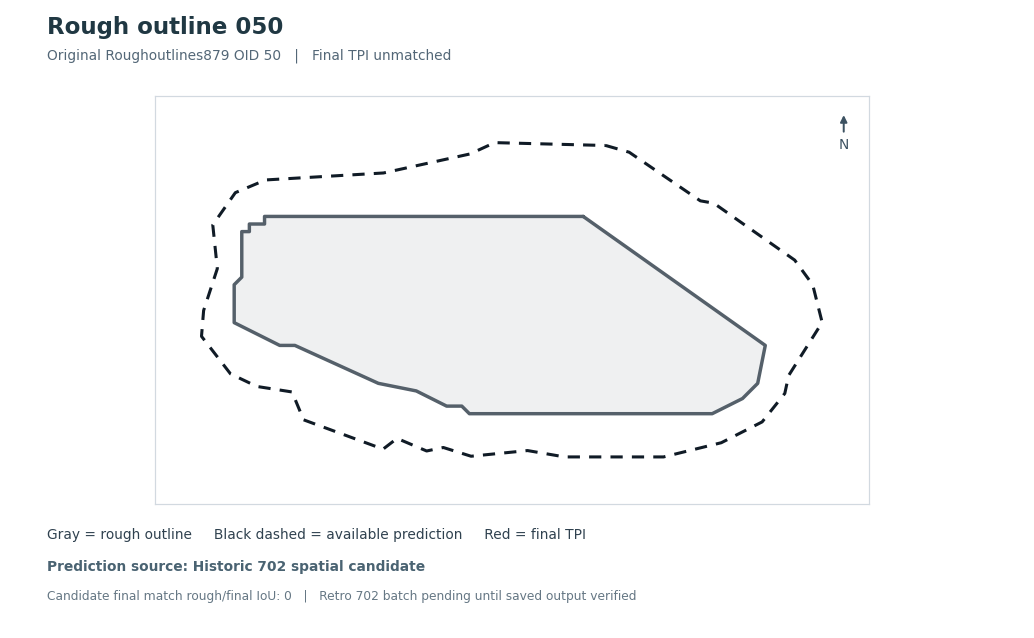 Rough outline 050
Original Roughoutlines879 OID 50   |   Final TPI unmatched
N
Gray = rough outline     Black dashed = available prediction     Red = final TPI
Prediction source: Historic 702 spatial candidate
Candidate final match rough/final IoU: 0   |   Retro 702 batch pending until saved output verified